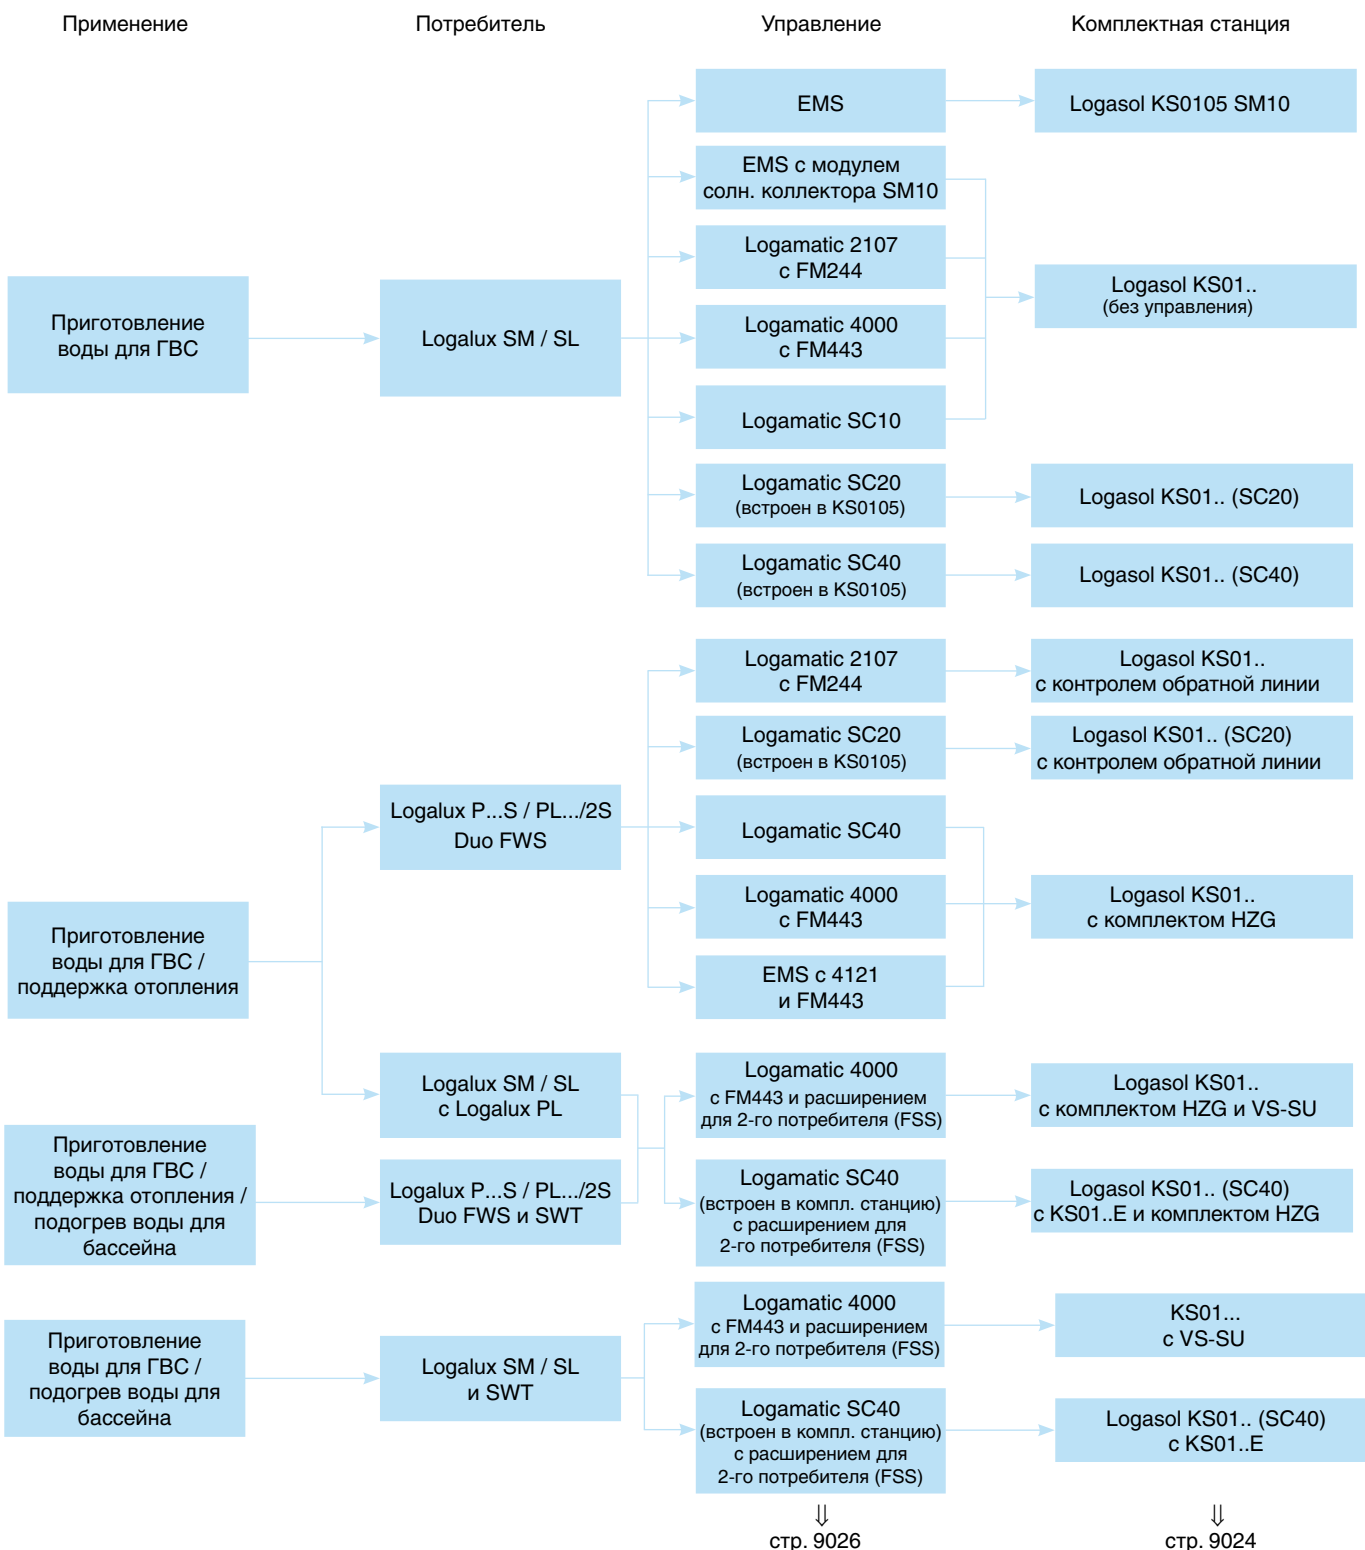 Применение
Потребитель
Управление
Комплектная станция
EMS
Logasol KS0105 SM10
EMS с модулем
солн. коллектора SM10
Logamatic 2107
с FM244
Logasol KS01..
(без управления)
Приготовление
воды для ГВС
Logalux SM / SL
Logamatic 4000
с FM443
Logamatic SC10
Logamatic SC20
(встроен в KS0105)
Logasol KS01.. (SC20)
Logamatic SC40
(встроен в KS0105)
Logasol KS01.. (SC40)
Logamatic 2107
с FM244
Logasol KS01..
с контролем обратной линии
Logamatic SC20
(встроен в KS0105)
Logasol KS01.. (SC20)
с контролем обратной линии
Logalux P...S / PL.../2S
Duo FWS
Logamatic SC40
Logamatic 4000
с FM443
Logasol KS01..
с комплектом HZG
Приготовление
воды для ГВС /
поддержка отопления
EMS с 4121
и FM443
Logalux SM / SL
с Logalux PL
Logamatic 4000
с FM443 и расширением
для 2-го потребителя (FSS)
Logasol KS01..
с комплектом HZG и VS-SU
Приготовление
воды для ГВС /
поддержка отопления /
подогрев воды для
бассейна
Logalux P...S / PL.../2S
Duo FWS и SWT
Logamatic SC40
(встроен в компл. станцию)
с расширением для
2-го потребителя (FSS)
Logasol KS01.. (SC40)
с KS01..E и комплектом HZG
Logamatic 4000
с FM443 и расширением
для 2-го потребителя (FSS)
KS01...
с VS-SU
Приготовление
воды для ГВС /
подогрев воды для
бассейна
Logalux SM / SL
и SWT
Logamatic SC40
(встроен в компл. станцию)
с расширением для
2-го потребителя (FSS)
Logasol KS01.. (SC40)
с KS01..E
⇓
стр. 9026
⇓
стр. 9024